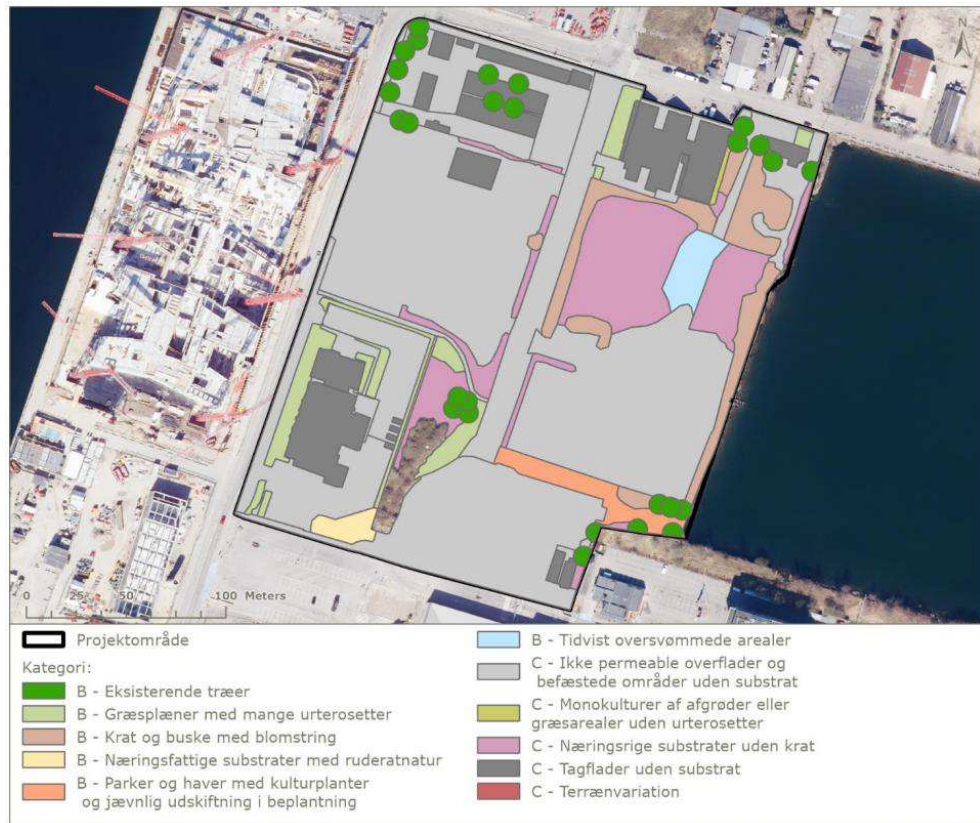 N
0 25 50 100 Meters
Projektområde
Kategori:
B - Eksisterende træer
B - Græsplæner med mange urterosetter
B - Krat og buske med blomstring
B - Næringsfattige substrater med ruderatnatur
B - Parker og haver med kulturplanter
og jævnlig udskiftning i beplantning
B - Tidvist oversvømmede arealer
C - Ikke permeable overflader og
befæstede områder uden substrat
C - Monokulturer af afgrøder eller
græsarealer uden urterosetter
C - Næringsrige substrater uden krat
C - Tagflader uden substrat
C - Terrænvariation